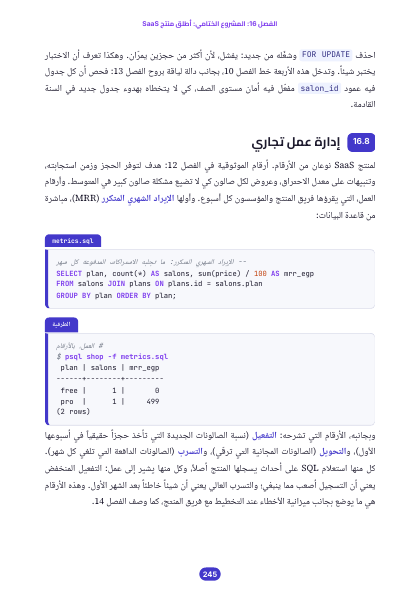 الفصل 16: المشروع الختامي: أطلق منتج SaaS
احذف FOR UPDATE وشغّله من جديد: يفشل، لأن أكثر من حجزين يمرّان. وهكذا تعرف أن الاختبار
يختبر شيئاً. وتدخل هذه الأربعة خط الفصل 10، بجانب دالة لياقة بروح الفصل 13: فحص أن كل جدول
فيه عمود salon_id مفعّل فيه أمان مستوى الصف، كي لا يتخطاه بهدوء جدول جديد في السنة
القادمة.
16.8 إدارة عمل تجاري
لمنتج SaaS نوعان من الأرقام. أرقام الموثوقية في الفصل 12: هدف لتوفر الحجز وزمن استجابته،
وتنبيهات على معدل الاحتراق، وعروض لكل صالون كي لا تضيع مشكلة صالون كبير في المتوسط. وأرقام
العمل، التي يقرؤها فريق المنتج والمؤسسون كل أسبوع. وأولها الإيراد الشهري المتكرر (MRR)، مباشرة
من قاعدة البيانات:
metrics.sql
-- الإيراد الشهري المتكرر: ما تجلبه الاشتراكات المدفوعة كل شهر
SELECT plan, count(*) AS salons, sum(price) / 100 AS mrr_egp
FROM salons JOIN plans ON plans.id = salons.plan
GROUP BY plan ORDER BY plan;
الطرفية
# العمل، بالأرقام
$ psql shop -f metrics.sql
plan | salons | mrr_egp
------+--------+---------
free | 1 | 0
pro | 1 | 499
(2 rows)
وبجانبه، الأرقام التي تشرحه: التفعيل (نسبة الصالونات الجديدة التي تأخذ حجزاً حقيقياً في أسبوعها
الأول)، والتحويل (الصالونات المجانية التي ترقّي)، والتسرب (الصالونات الدافعة التي تلغي كل شهر).
كل منها استعلام SQL على أحداث يسجلها المنتج أصلاً، وكل منها يشير إلى عمل: التفعيل المنخفض
يعني أن التسجيل أصعب مما ينبغي؛ والتسرب العالي يعني أن شيئاً خاطئاً بعد الشهر الأول. وهذه الأرقام
هي ما يوضع بجانب ميزانية الأخطاء عند التخطيط مع فريق المنتج، كما وصف الفصل 14.
245